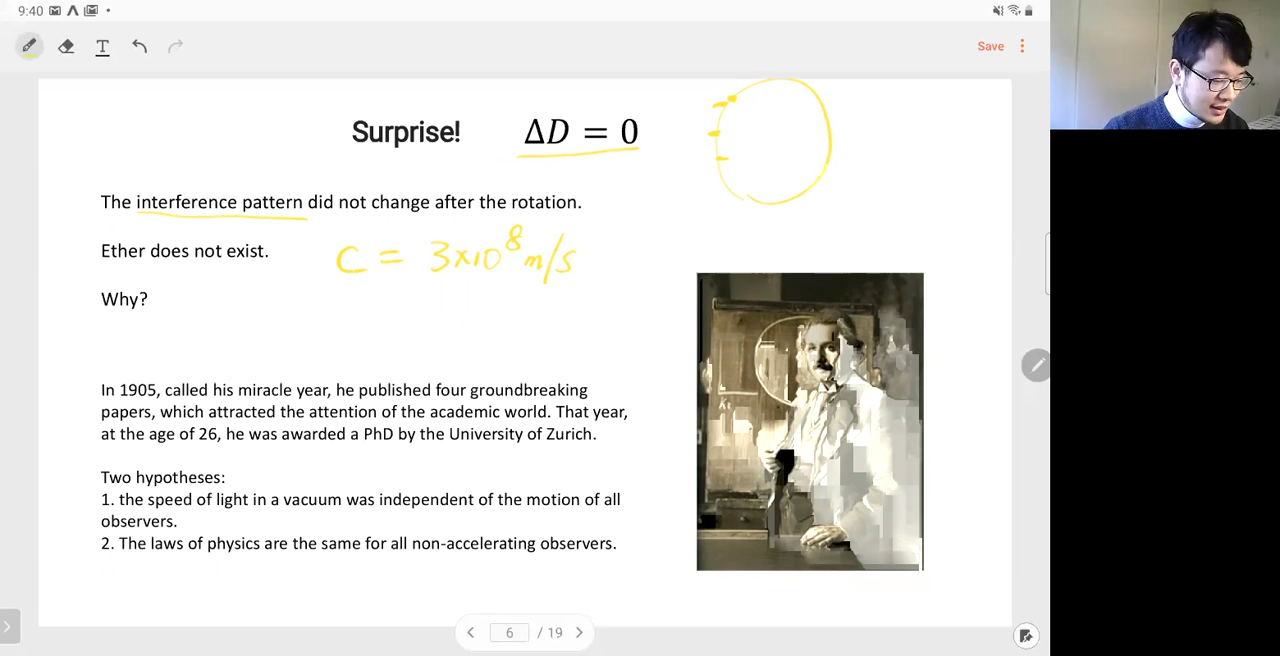 9:40
T
Save
Surprise! ΔD = 0
The interference pattern did not change after the rotation.
Ether does not exist.
C = 3×10⁸ m/s
Why?
In 1905, called his miracle year, he published four groundbreaking
papers, which attracted the attention of the academic world. That year,
at the age of 26, he was awarded a PhD by the University of Zurich.
Two hypotheses:
1. the speed of light in a vacuum was independent of the motion of all
observers.
2. The laws of physics are the same for all non-accelerating observers.
6 / 19